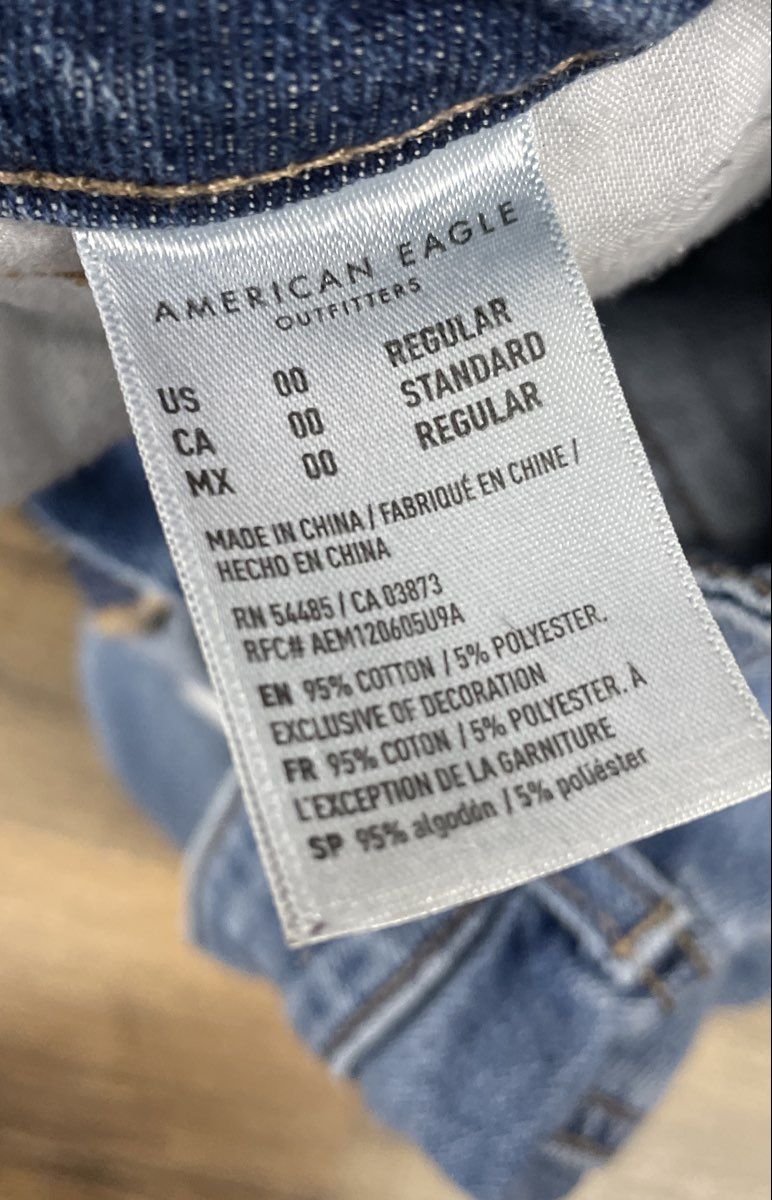 AMERICAN EAGLE
OUTFITTERS
US 00 REGULAR
CA 00 STANDARD
MX 00 REGULAR
MADE IN CHINA / FABRIQUÉ EN CHINE /
HECHO EN CHINA
RN 54485 / CA 03873
RFC# AEM120605U9A
EN 95% COTTON / 5% POLYESTER.
EXCLUSIVE OF DECORATION
FR 95% COTON / 5% POLYESTER. À
L'EXCEPTION DE LA GARNITURE
SP 95% algodón / 5% poliéster